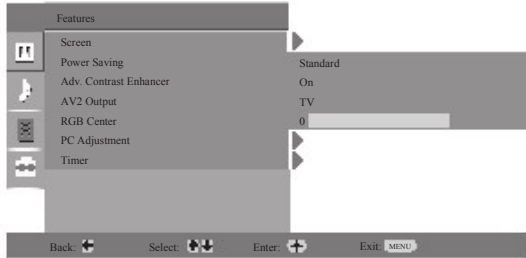 Features
Screen
Power Saving Standard
Adv. Contrast Enhancer On
AV2 Output TV
RGB Center 0
PC Adjustment
Timer
Back: Select: Enter: Exit: MENU